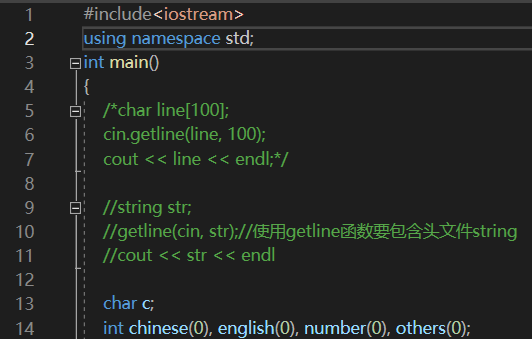 1 #include<iostream>
2 using namespace std;
3 int main()
4 {
5 /*char line[100];
6 cin.getline(line, 100);
7 cout << line << endl;*/
8
9 //string str;
10 //getline(cin, str);//使用getline函数要包含头文件string
11 //cout << str << endl
12
13 char c;
14 int chinese(0), english(0), number(0), others(0);